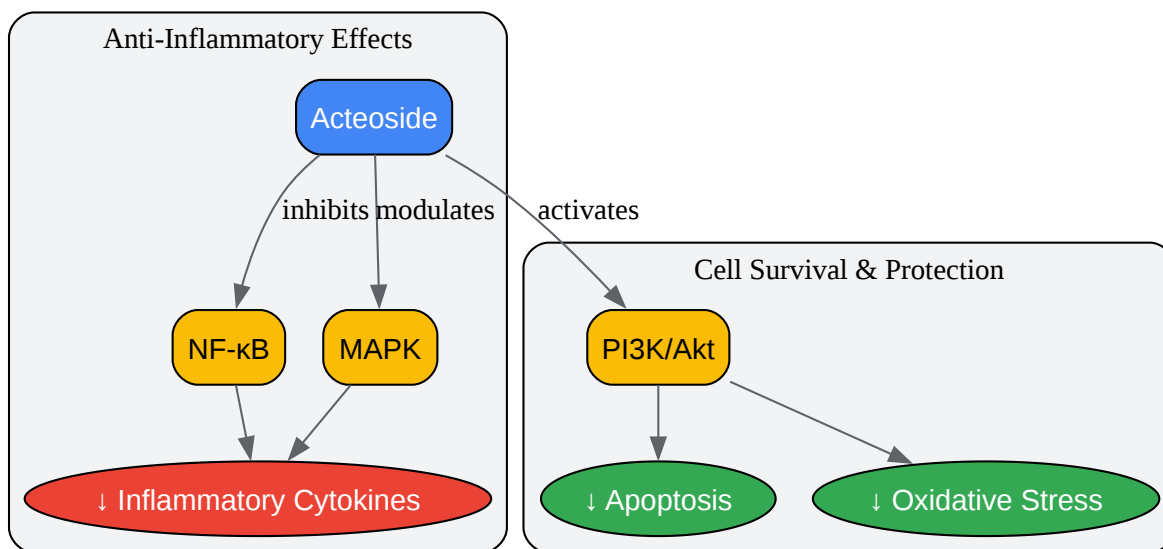 Anti-Inflammatory Effects
Acteoside
inhibits
modulates
activates
Cell Survival & Protection
NF-κB
MAPK
PI3K/Akt
↓ Inflammatory Cytokines
↓ Apoptosis
↓ Oxidative Stress